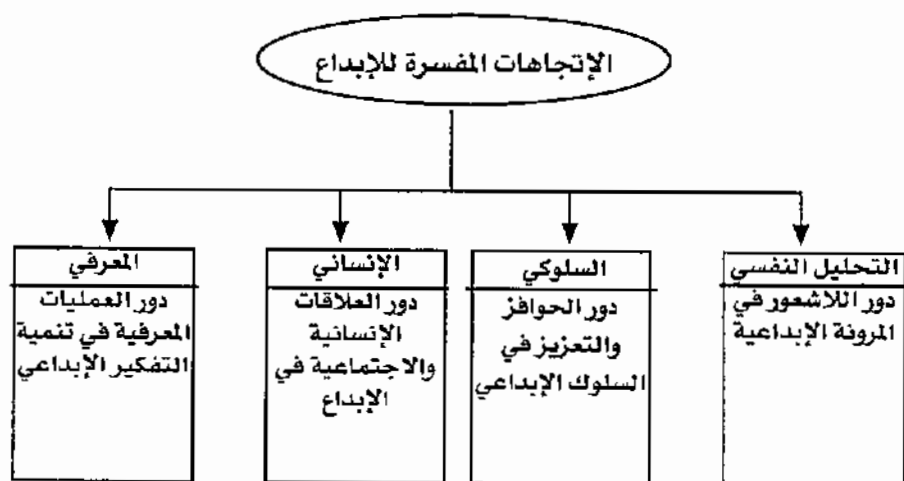 الإتجاهات المفسرة للإبداع
التحليل النفسي
دور اللاشعور في
المرونة الإبداعية
السلوكي
دور الحوافز
والتعزيز في
السلوك الإبداعي
الإنساني
دور العلاقات
الإنسانية
والاجتماعية في
الإبداع
المعرفي
دور العمليات
المعرفية في تنمية
التفكير الإبداعي